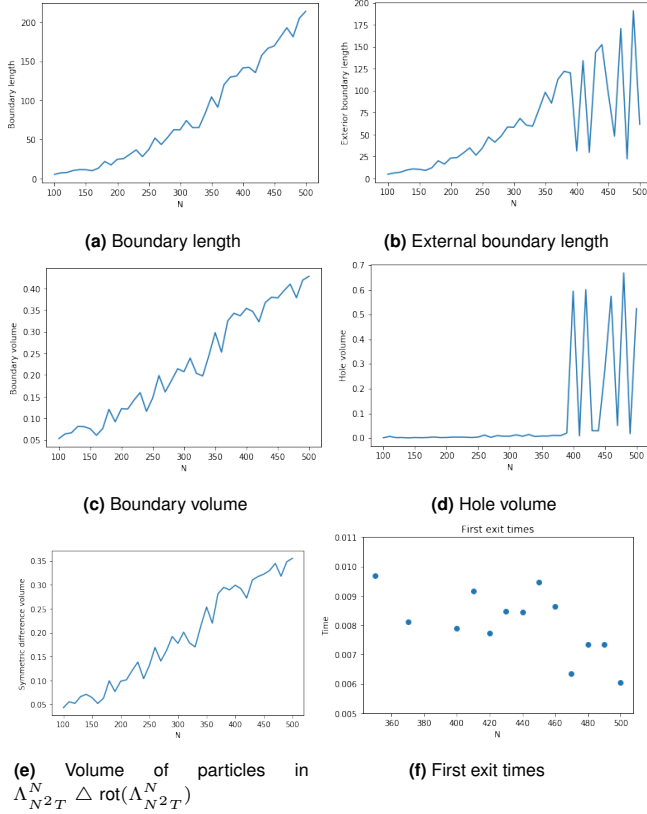 200
150
100
50
0
Boundary length
100 150 200 250 300 350 400 450 500
N
(a) Boundary length
200
175
150
125
100
75
50
25
0
Exterior boundary length
100 150 200 250 300 350 400 450 500
N
(b) External boundary length
0.40
0.35
0.30
0.25
0.20
0.15
0.10
0.05
Boundary volume
100 150 200 250 300 350 400 450 500
N
(c) Boundary volume
0.7
0.6
0.5
0.4
0.3
0.2
0.1
0.0
Hole volume
100 150 200 250 300 350 400 450 500
N
(d) Hole volume
0.35
0.30
0.25
0.20
0.15
0.10
0.05
Symmetric difference volume
100 150 200 250 300 350 400 450 500
N
(e) Volume of particles in
Λ^N_{N²T} △ rot(Λ^N_{N²T})
First exit times
0.011
0.010
0.009
0.008
0.007
0.006
0.005
Time
360 380 400 420 440 460 480 500
N
(f) First exit times